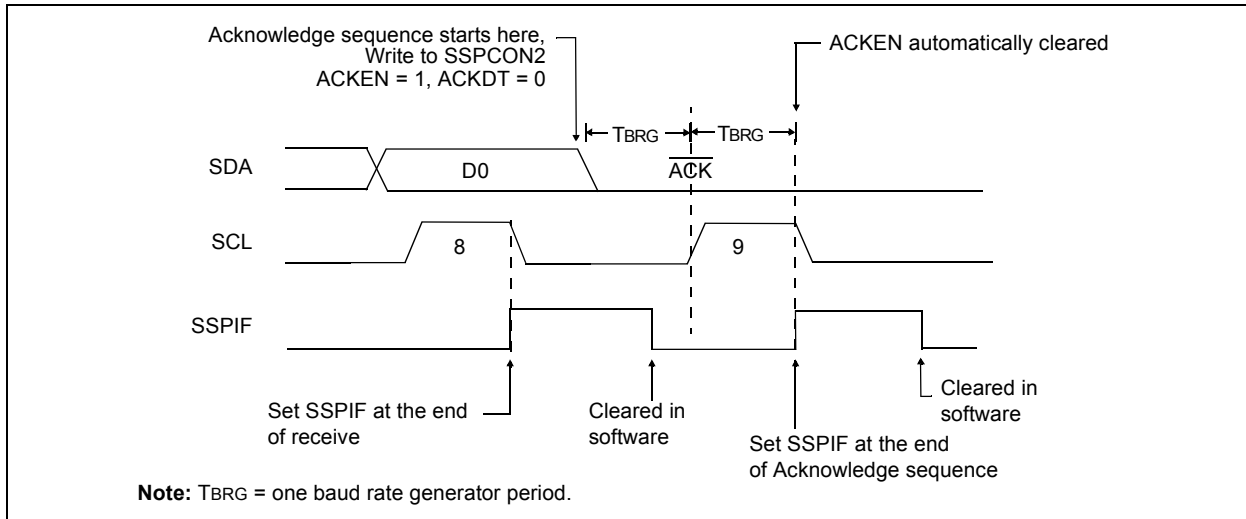 Acknowledge sequence starts here,
Write to SSPCON2
ACKEN = 1, ACKDT = 0
ACKEN automatically cleared
TBRG
TBRG
SDA
D0
ACK
SCL
8
9
SSPIF
Set SSPIF at the end
of receive
Cleared in
software
Set SSPIF at the end
of Acknowledge sequence
Cleared in
software
Note: TBRG = one baud rate generator period.